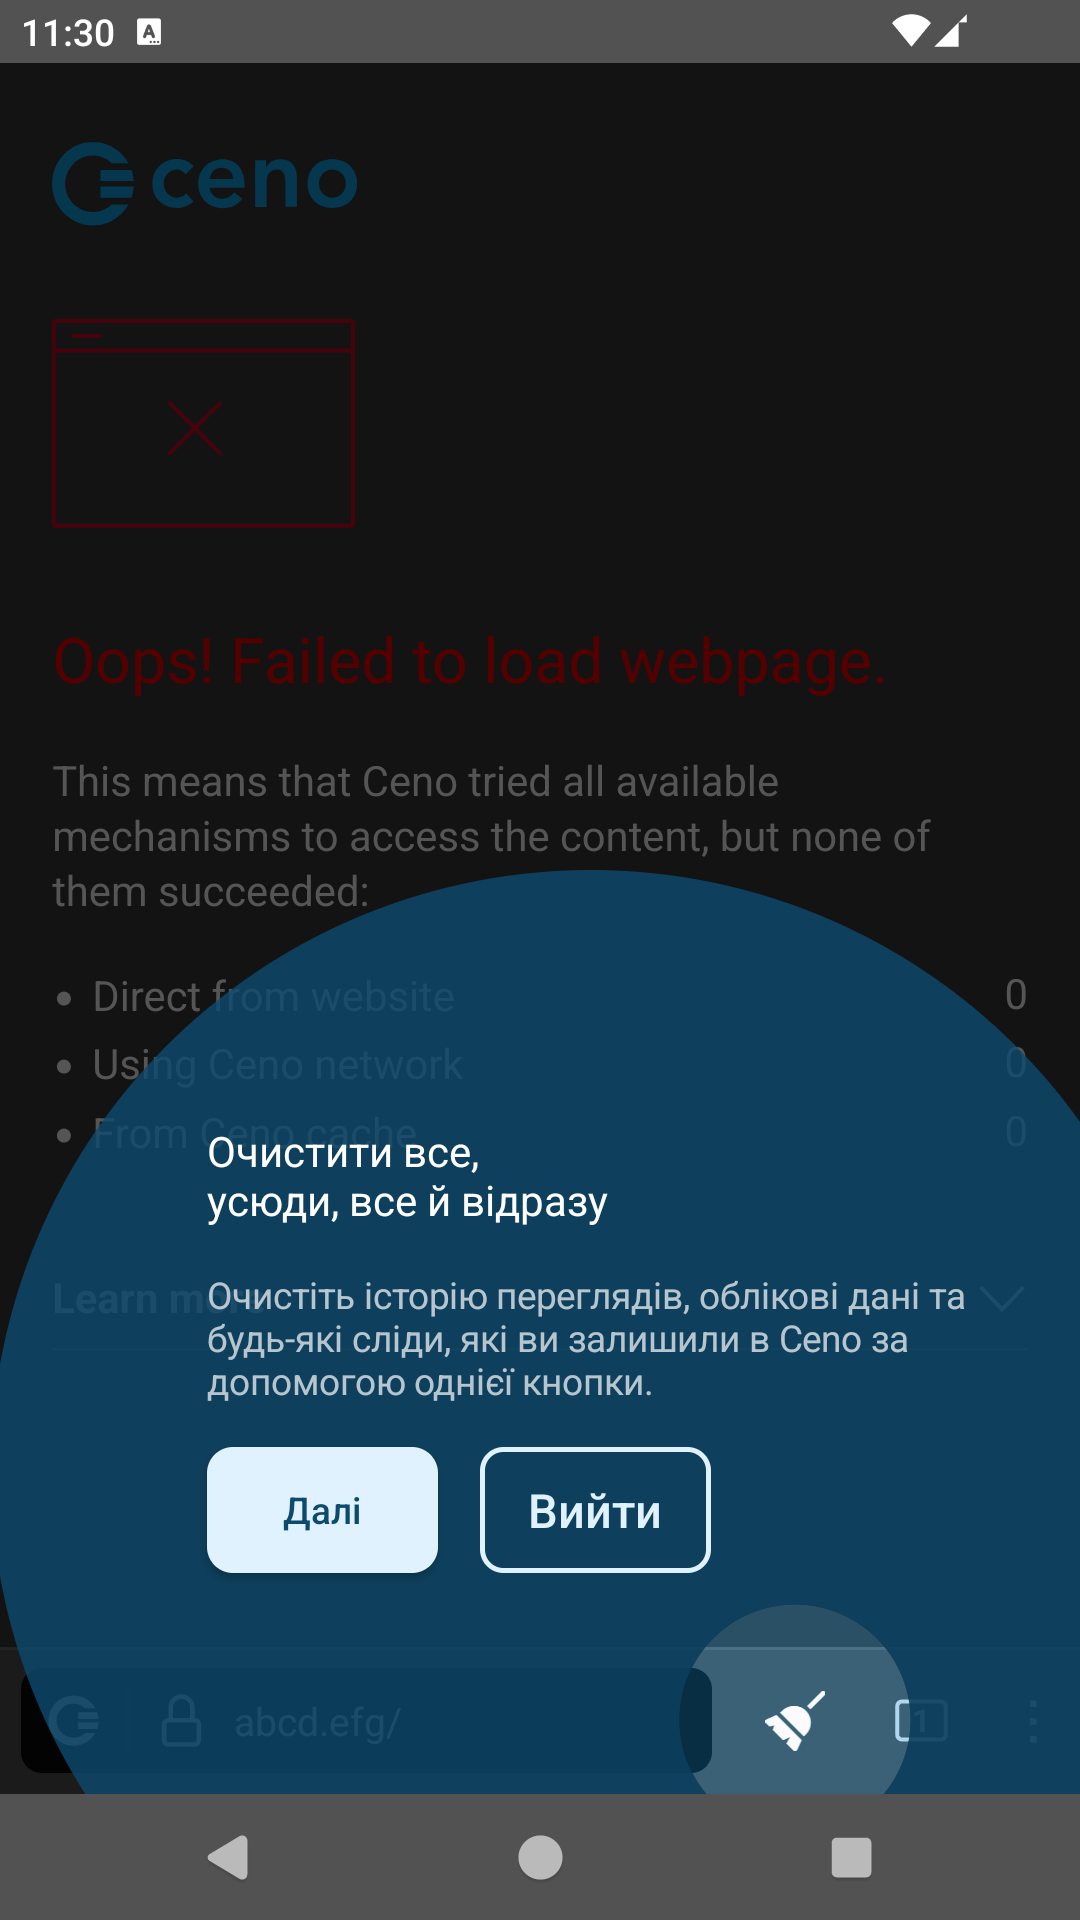 11:30
ceno
Oops! Failed to load webpage.
This means that Ceno tried all available
mechanisms to access the content, but none of
them succeeded:
Direct from website 0
Using Ceno network 0
From Ceno cache 0
Очистити все,
усюди, все й відразу
Learn more
Очистіть історію переглядів, облікові дані та
будь-які сліди, які ви залишили в Ceno за
допомогою однієї кнопки.
Далі Вийти
abcd.efg/ 1